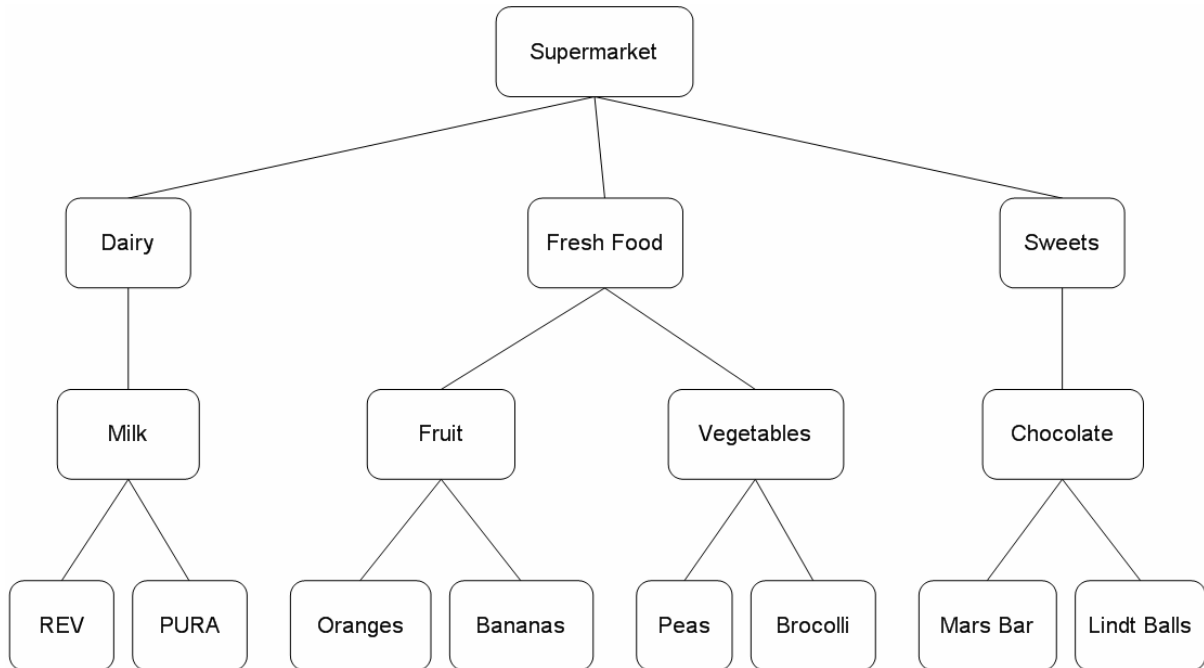 Supermarket
Dairy
Fresh Food
Sweets
Milk
Fruit
Vegetables
Chocolate
REV
PURA
Oranges
Bananas
Peas
Brocolli
Mars Bar
Lindt Balls